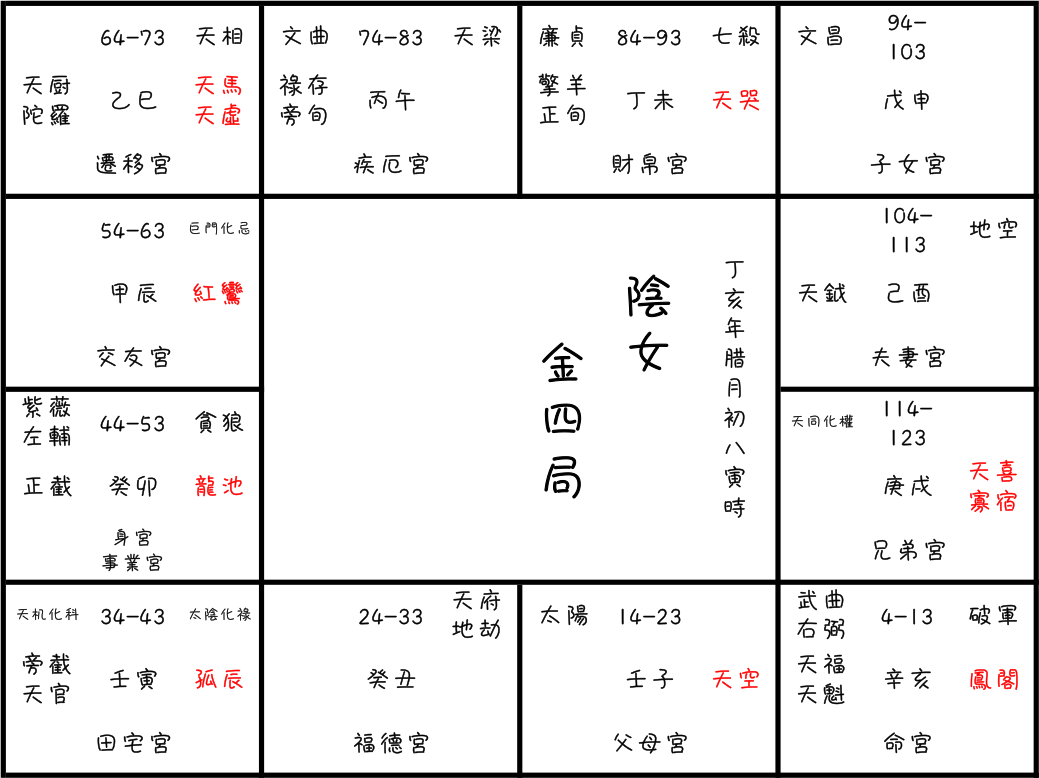 64-73 天相
天厨 陀羅 乙巳 天馬 天虛
遷移宮
文曲 74-83 天梁
祿存 旁旬 丙午
疾厄宮
廉貞 84-93 七殺
擎羊 正旬 丁未 天哭
財帛宮
文昌 94-103
戊申
子女宮
54-63 巨門化忌
甲辰 紅鸞
交友宮
丁亥年腊月初八寅時
陰女
金四局
104-113 地空
天鉞 己酉
夫妻宮
紫薇 左輔 44-53 貪狼
正截 癸卯 龍池
身宮
事業宮
天同化權 114-123
庚戌 天喜 寡宿
兄弟宮
天机化科 34-43 太陰化祿
旁截 天官 壬寅 孤辰
田宅宮
24-33 天府 地劫
癸丑
福德宮
太陽 14-23
壬子 天空
父母宮
武曲 右弼 4-13 破軍
天福 天魁 辛亥 鳳閣
命宮